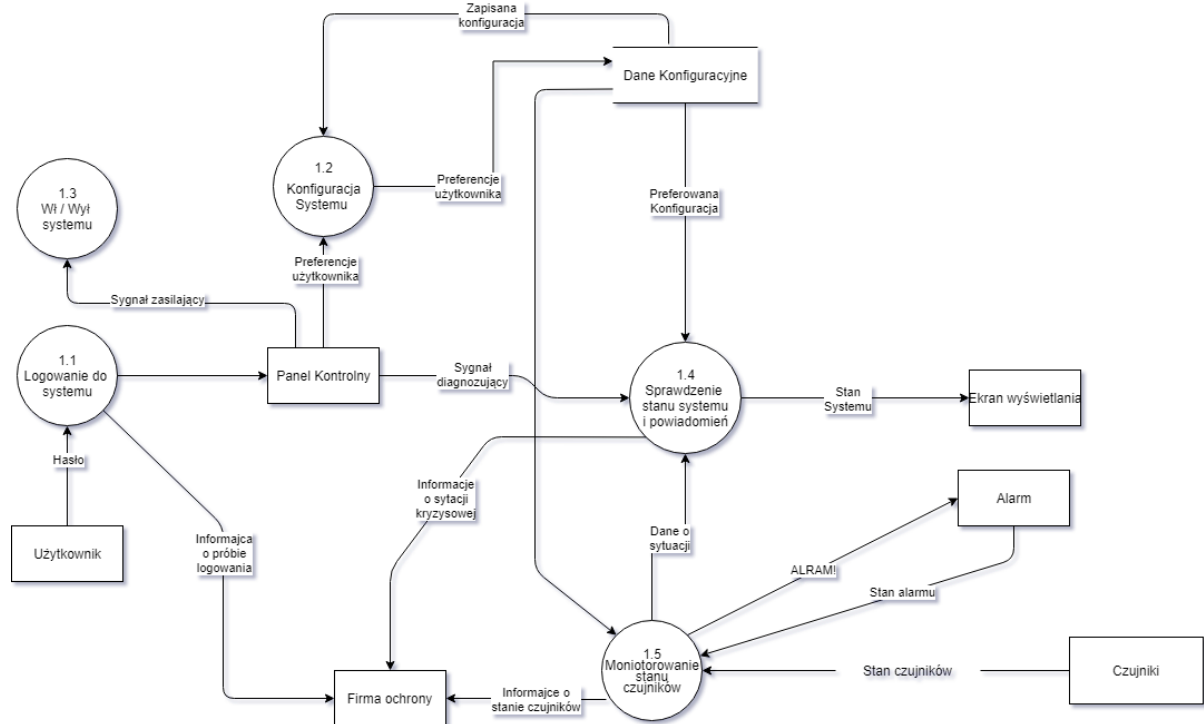 Zapisana
konfiguracja
Dane Konfiguracyjne
1.2
Konfiguracja
Systemu
Preferencje
użytkownika
1.3
Wł / Wył
systemu
Preferowana
Konfiguracja
Preferencje
użytkownika
Sygnał zasilający
1.1
Logowanie do
systemu
Panel Kontrolny
Sygnał
diagnozujący
1.4
Sprawdzenie
stanu systemu
i powiadomień
Stan
Systemu
Ekran wyświetlania
Hasło
Informacje
o sytacji
kryzysowej
Alarm
Użytkownik
Informajca
o próbie
logowania
Dane o
sytuacji
ALRAM!
Stan alarmu
1.5
Moniotorowanie
stanu
czujników
Stan czujników
Czujniki
Firma ochrony
Informajce o
stanie czujników